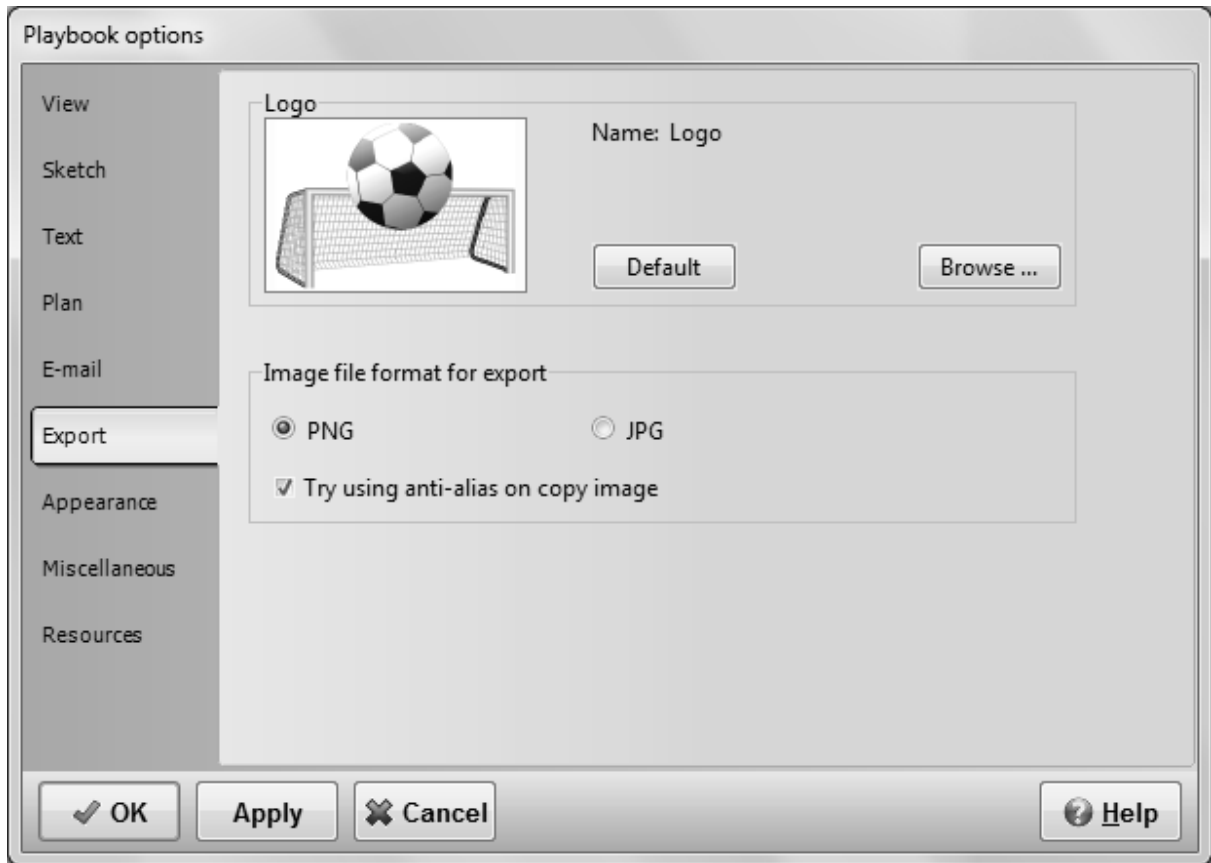 Playbook options
View
Sketch
Text
Plan
E-mail
Export
Appearance
Miscellaneous
Resources
Logo
Name: Logo
Default
Browse ...
Image file format for export
PNG
JPG
Try using anti-alias on copy image
OK
Apply
Cancel
Help